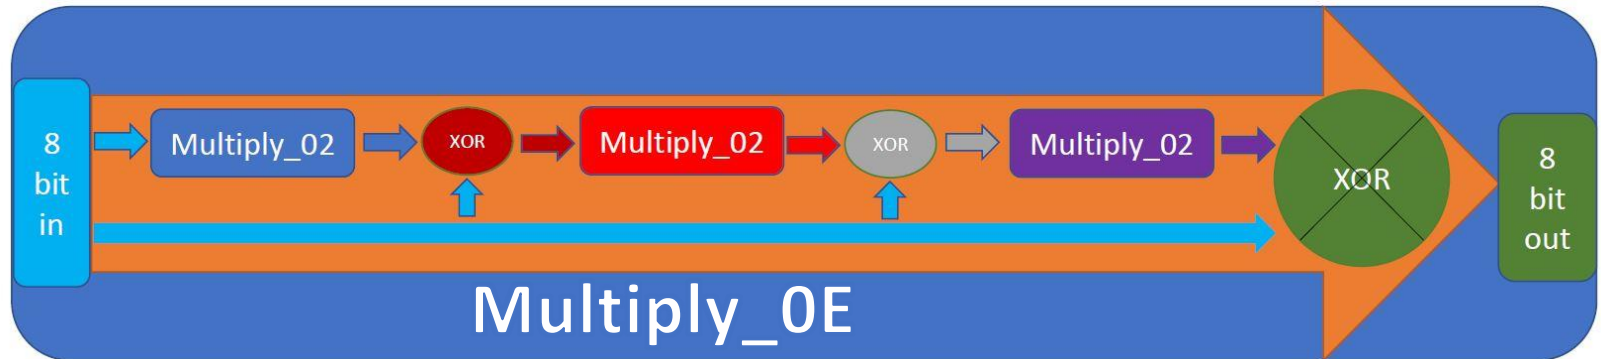 8
bit
in
Multiply_02
XOR
Multiply_02
XOR
Multiply_02
XOR
8
bit
out
Multiply_0E